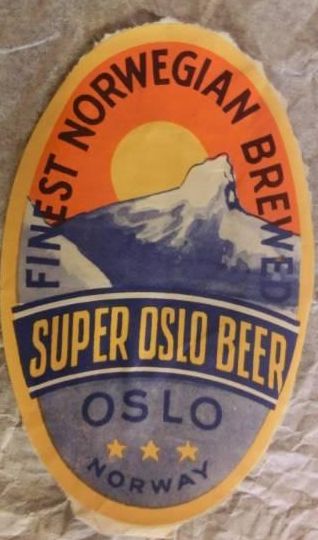 FINEST NORWEGIAN BREWED
SUPER OSLO BEER
OSLO
NORWAY